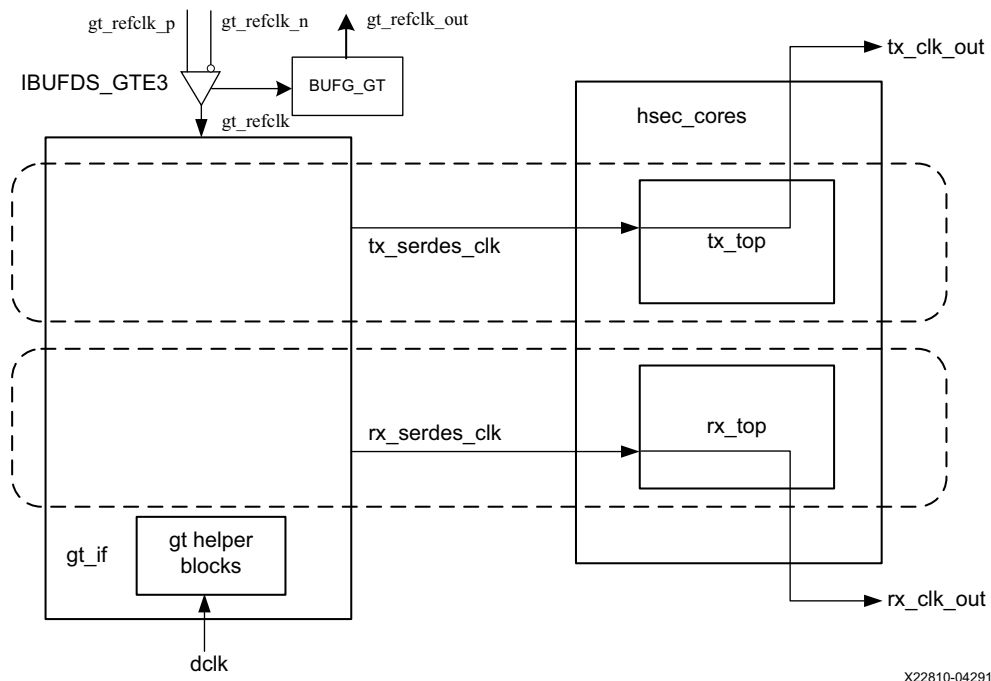 gt_refclk_p
gt_refclk_n
gt_refclk_out
tx_clk_out
IBUFDS_GTE3
BUFG_GT
gt_refclk
hsec_cores
tx_serdes_clk
tx_top
rx_serdes_clk
rx_top
gt_if
gt helper
blocks
rx_clk_out
dclk
X22810-04291